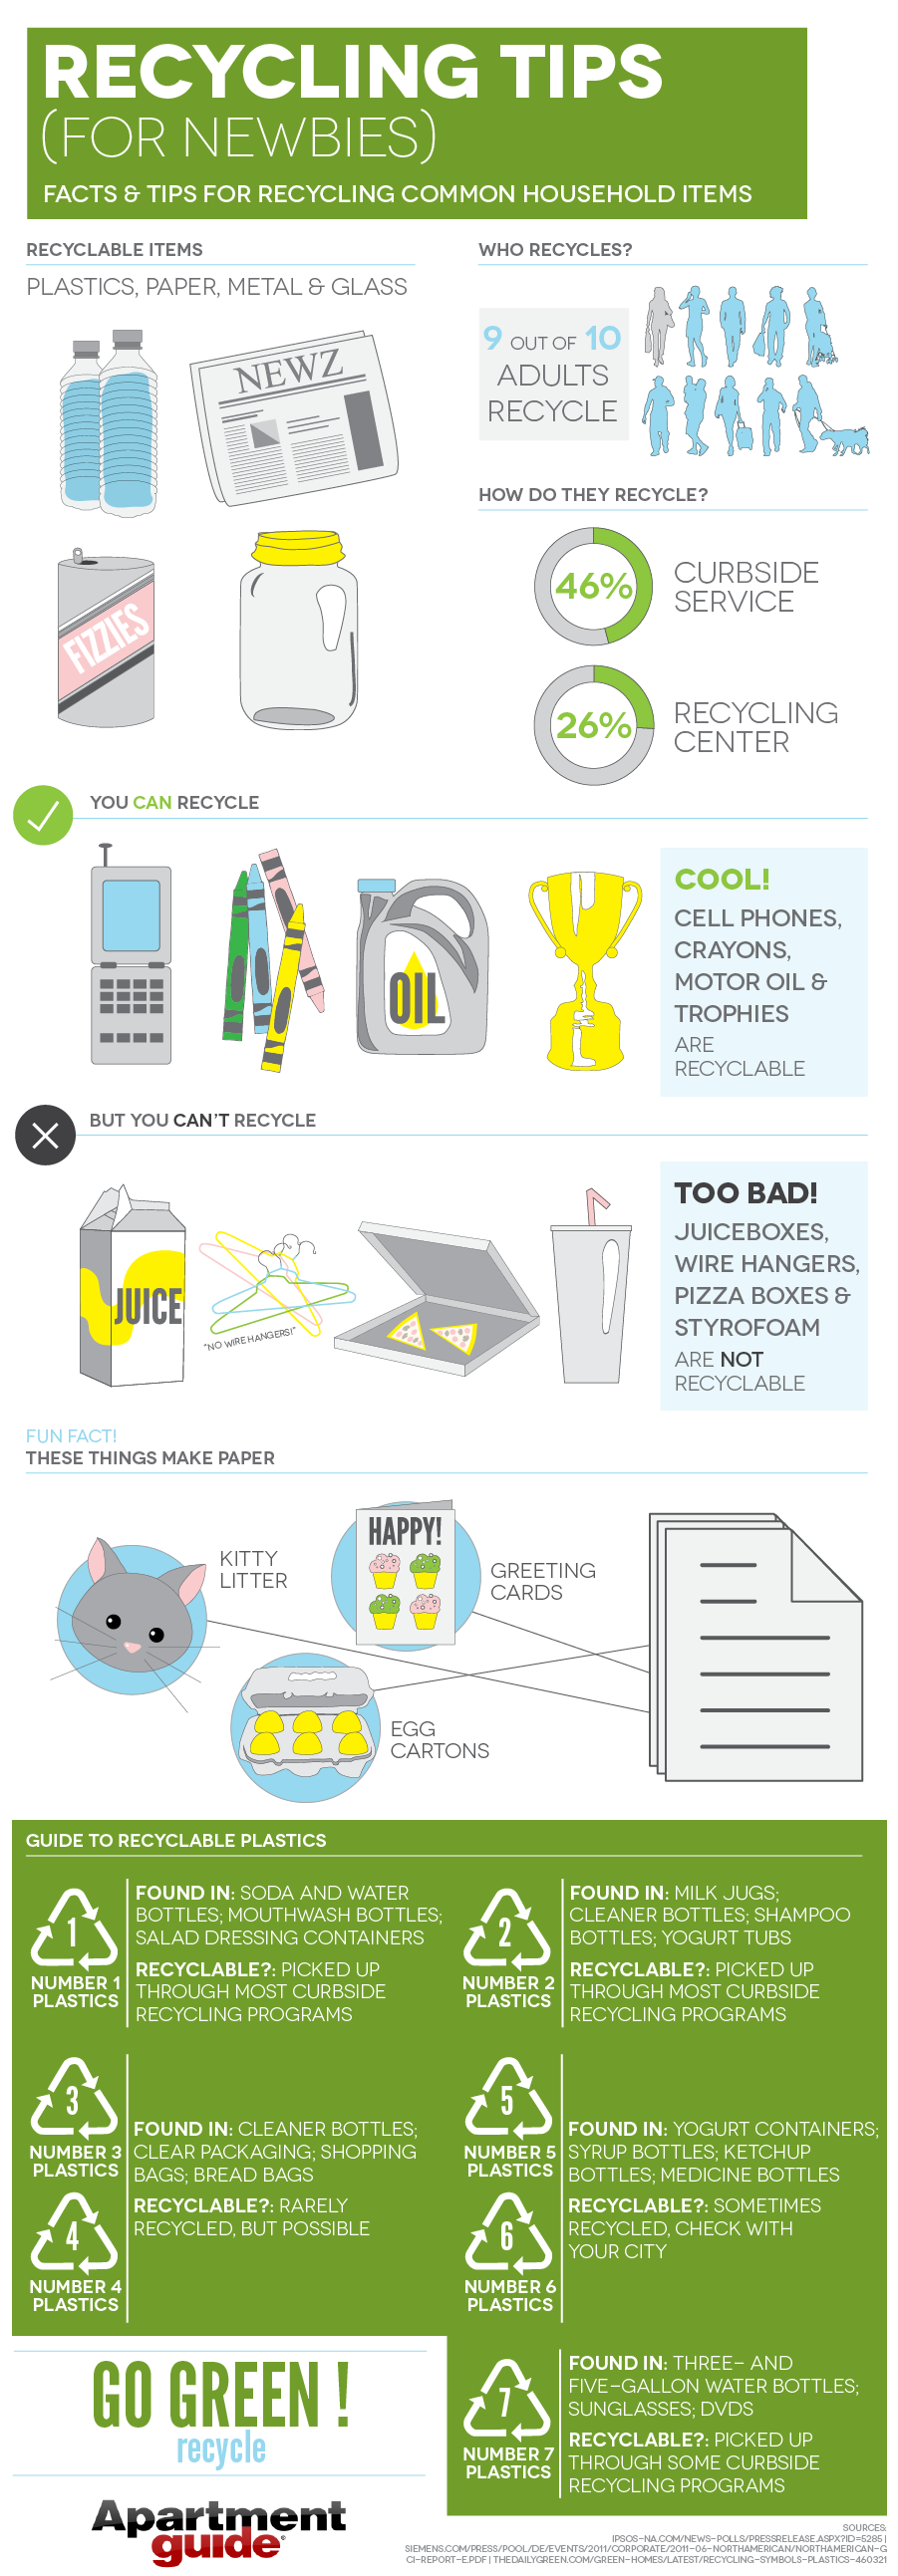 RECYCLING TIPS
(FOR NEWBIES)
FACTS & TIPS FOR RECYCLING COMMON HOUSEHOLD ITEMS
RECYCLABLE ITEMS
PLASTICS, PAPER, METAL & GLASS
NEWZ
FIZZIES
WHO RECYCLES?
9 OUT OF 10
ADULTS
RECYCLE
HOW DO THEY RECYCLE?
46%
CURBSIDE
SERVICE
26%
RECYCLING
CENTER
YOU CAN RECYCLE
OIL
COOL!
CELL PHONES,
CRAYONS,
MOTOR OIL &
TROPHIES
ARE
RECYCLABLE
BUT YOU CAN'T RECYCLE
JUICE
"NO WIRE HANGERS!"
TOO BAD!
JUICEBOXES,
WIRE HANGERS,
PIZZA BOXES &
STYROFOAM
ARE NOT
RECYCLABLE
FUN FACT!
THESE THINGS MAKE PAPER
KITTY
LITTER
HAPPY!
GREETING
CARDS
EGG
CARTONS
GUIDE TO RECYCLABLE PLASTICS
1
NUMBER 1
PLASTICS
FOUND IN: SODA AND WATER
BOTTLES; MOUTHWASH BOTTLES;
SALAD DRESSING CONTAINERS
RECYCLABLE?: PICKED UP
THROUGH MOST CURBSIDE
RECYCLING PROGRAMS
2
NUMBER 2
PLASTICS
FOUND IN: MILK JUGS;
CLEANER BOTTLES; SHAMPOO
BOTTLES; YOGURT TUBS
RECYCLABLE?: PICKED UP
THROUGH MOST CURBSIDE
RECYCLING PROGRAMS
3
NUMBER 3
PLASTICS
4
NUMBER 4
PLASTICS
FOUND IN: CLEANER BOTTLES;
CLEAR PACKAGING; SHOPPING
BAGS; BREAD BAGS
RECYCLABLE?: RARELY
RECYCLED, BUT POSSIBLE
5
NUMBER 5
PLASTICS
6
NUMBER 6
PLASTICS
FOUND IN: YOGURT CONTAINERS;
SYRUP BOTTLES; KETCHUP
BOTTLES; MEDICINE BOTTLES
RECYCLABLE?: SOMETIMES
RECYCLED, CHECK WITH
YOUR CITY
7
NUMBER 7
PLASTICS
FOUND IN: THREE- AND
FIVE-GALLON WATER BOTTLES;
SUNGLASSES; DVDS
RECYCLABLE?: PICKED UP
THROUGH SOME CURBSIDE
RECYCLING PROGRAMS
GO GREEN !
recycle
Apartment
guide®
SOURCES:
IPSOS-NA.COM/NEWS-POLLS/PRESSRELEASE.ASPX?ID=5285 |
SIEMENS.COM/PRESS/POOL/DE/EVENTS/2011/CORPORATE/2011-06-NORTHAMERICAN/NORTHAMERICAN-G
CI-REPORT-E.PDF | THEDAILYGREEN.COM/GREEN-HOMES/LATEST/RECYCLING-SYMBOLS-PLASTICS-460321